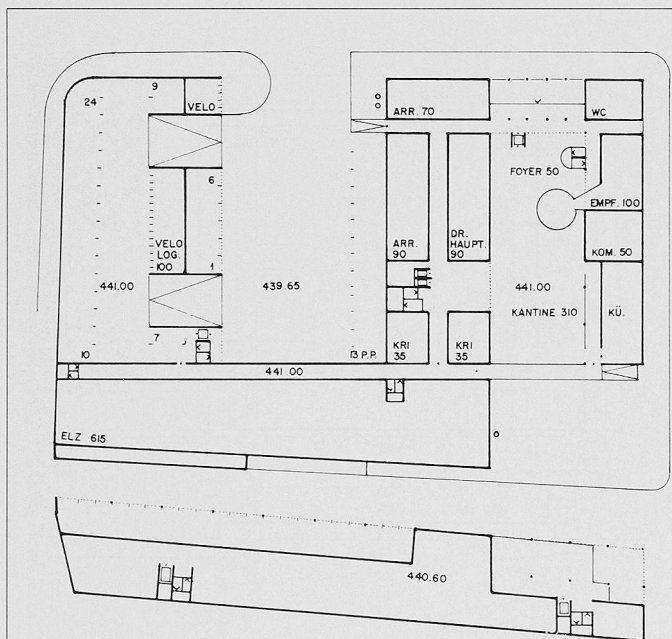 9
24
VELO
ARR. 70
WC
FOYER 50
6
EMPF. 100
VELO
LOG.
100
ARR.
90
DR.
HAUPT.
90
KOM. 50
1
441.00
439.65
441.00
KANTINE 310
KÜ.
7
10
13 P.P.
KRI
35
KRI
35
441.00
ELZ 615
440.60